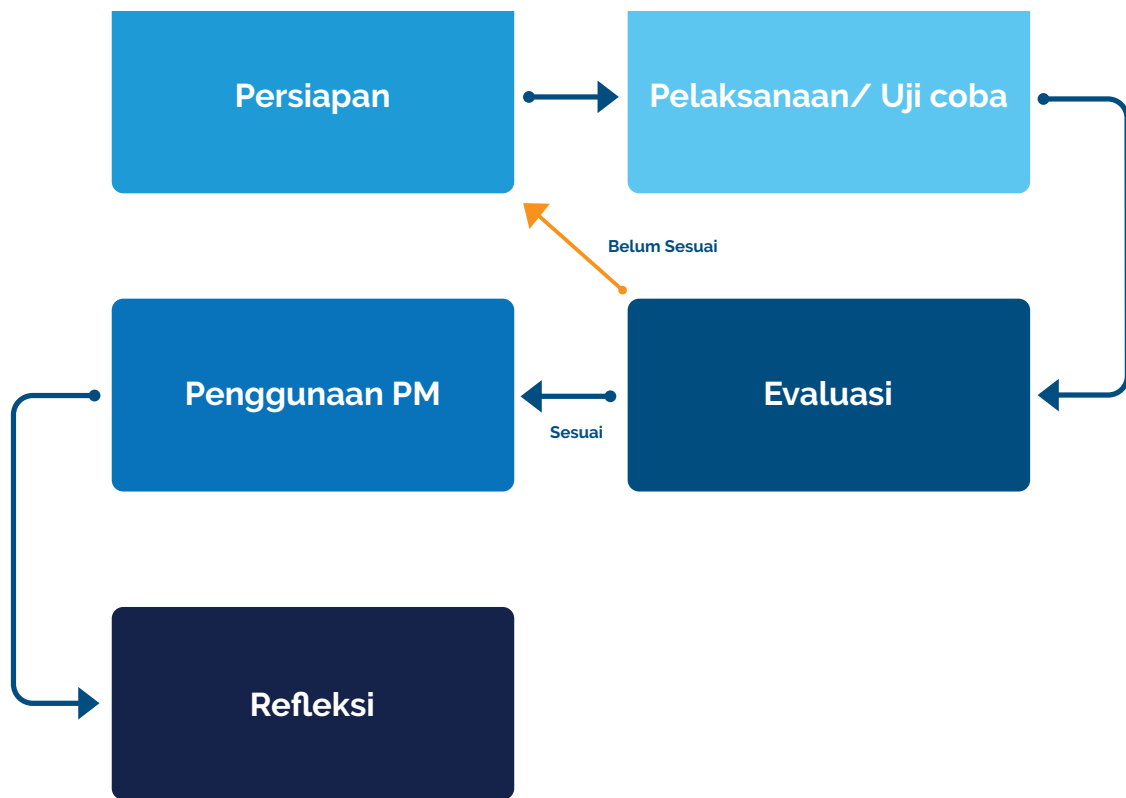 Persiapan
Pelaksanaan/ Uji coba
Belum Sesuai
Penggunaan PM
Evaluasi
Sesuai
Refleksi